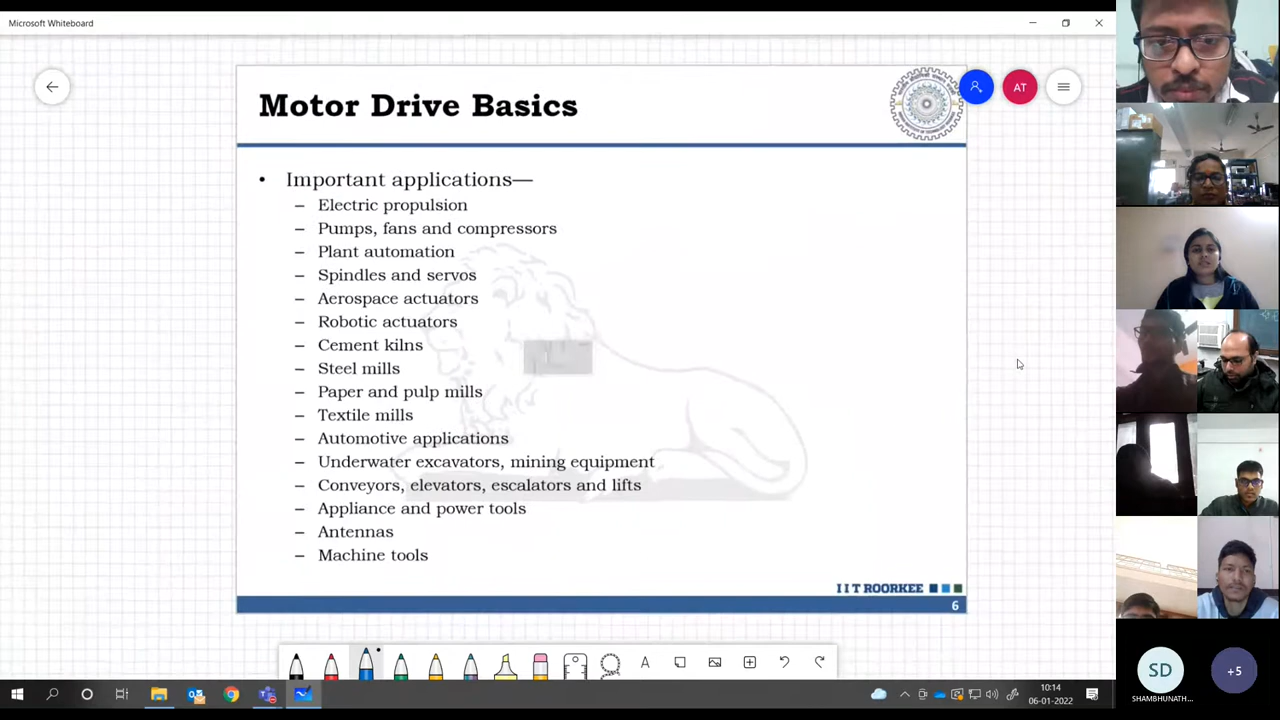 Microsoft Whiteboard
AT
Motor Drive Basics
• Important applications—
– Electric propulsion
– Pumps, fans and compressors
– Plant automation
– Spindles and servos
– Aerospace actuators
– Robotic actuators
– Cement kilns
– Steel mills
– Paper and pulp mills
– Textile mills
– Automotive applications
– Underwater excavators, mining equipment
– Conveyors, elevators, escalators and lifts
– Appliance and power tools
– Antennas
– Machine tools
IIT ROORKEE
6
A
SD
+5
SHAMBHUNATH...
10:14
06-01-2022